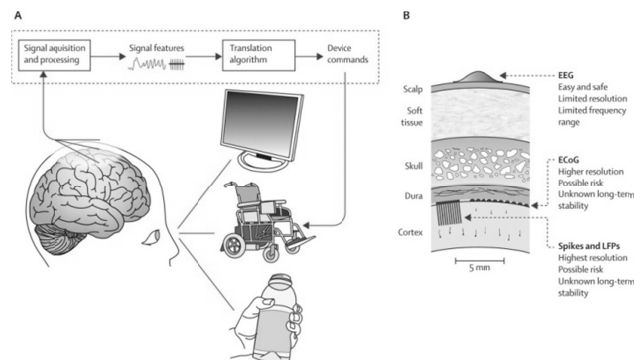 A
Signal aquisition
and processing
Signal features
Translation
algorithm
Device
commands
B
Scalp
Soft
tissue
Skull
Dura
Cortex
5 mm
EEG
Easy and safe
Limited resolution
Limited frequency
range
ECoG
Higher resolution
Possible risk
Unknown long-term
stability
Spikes and LFPs
Highest resolution
Possible risk
Unknown long-term
stability